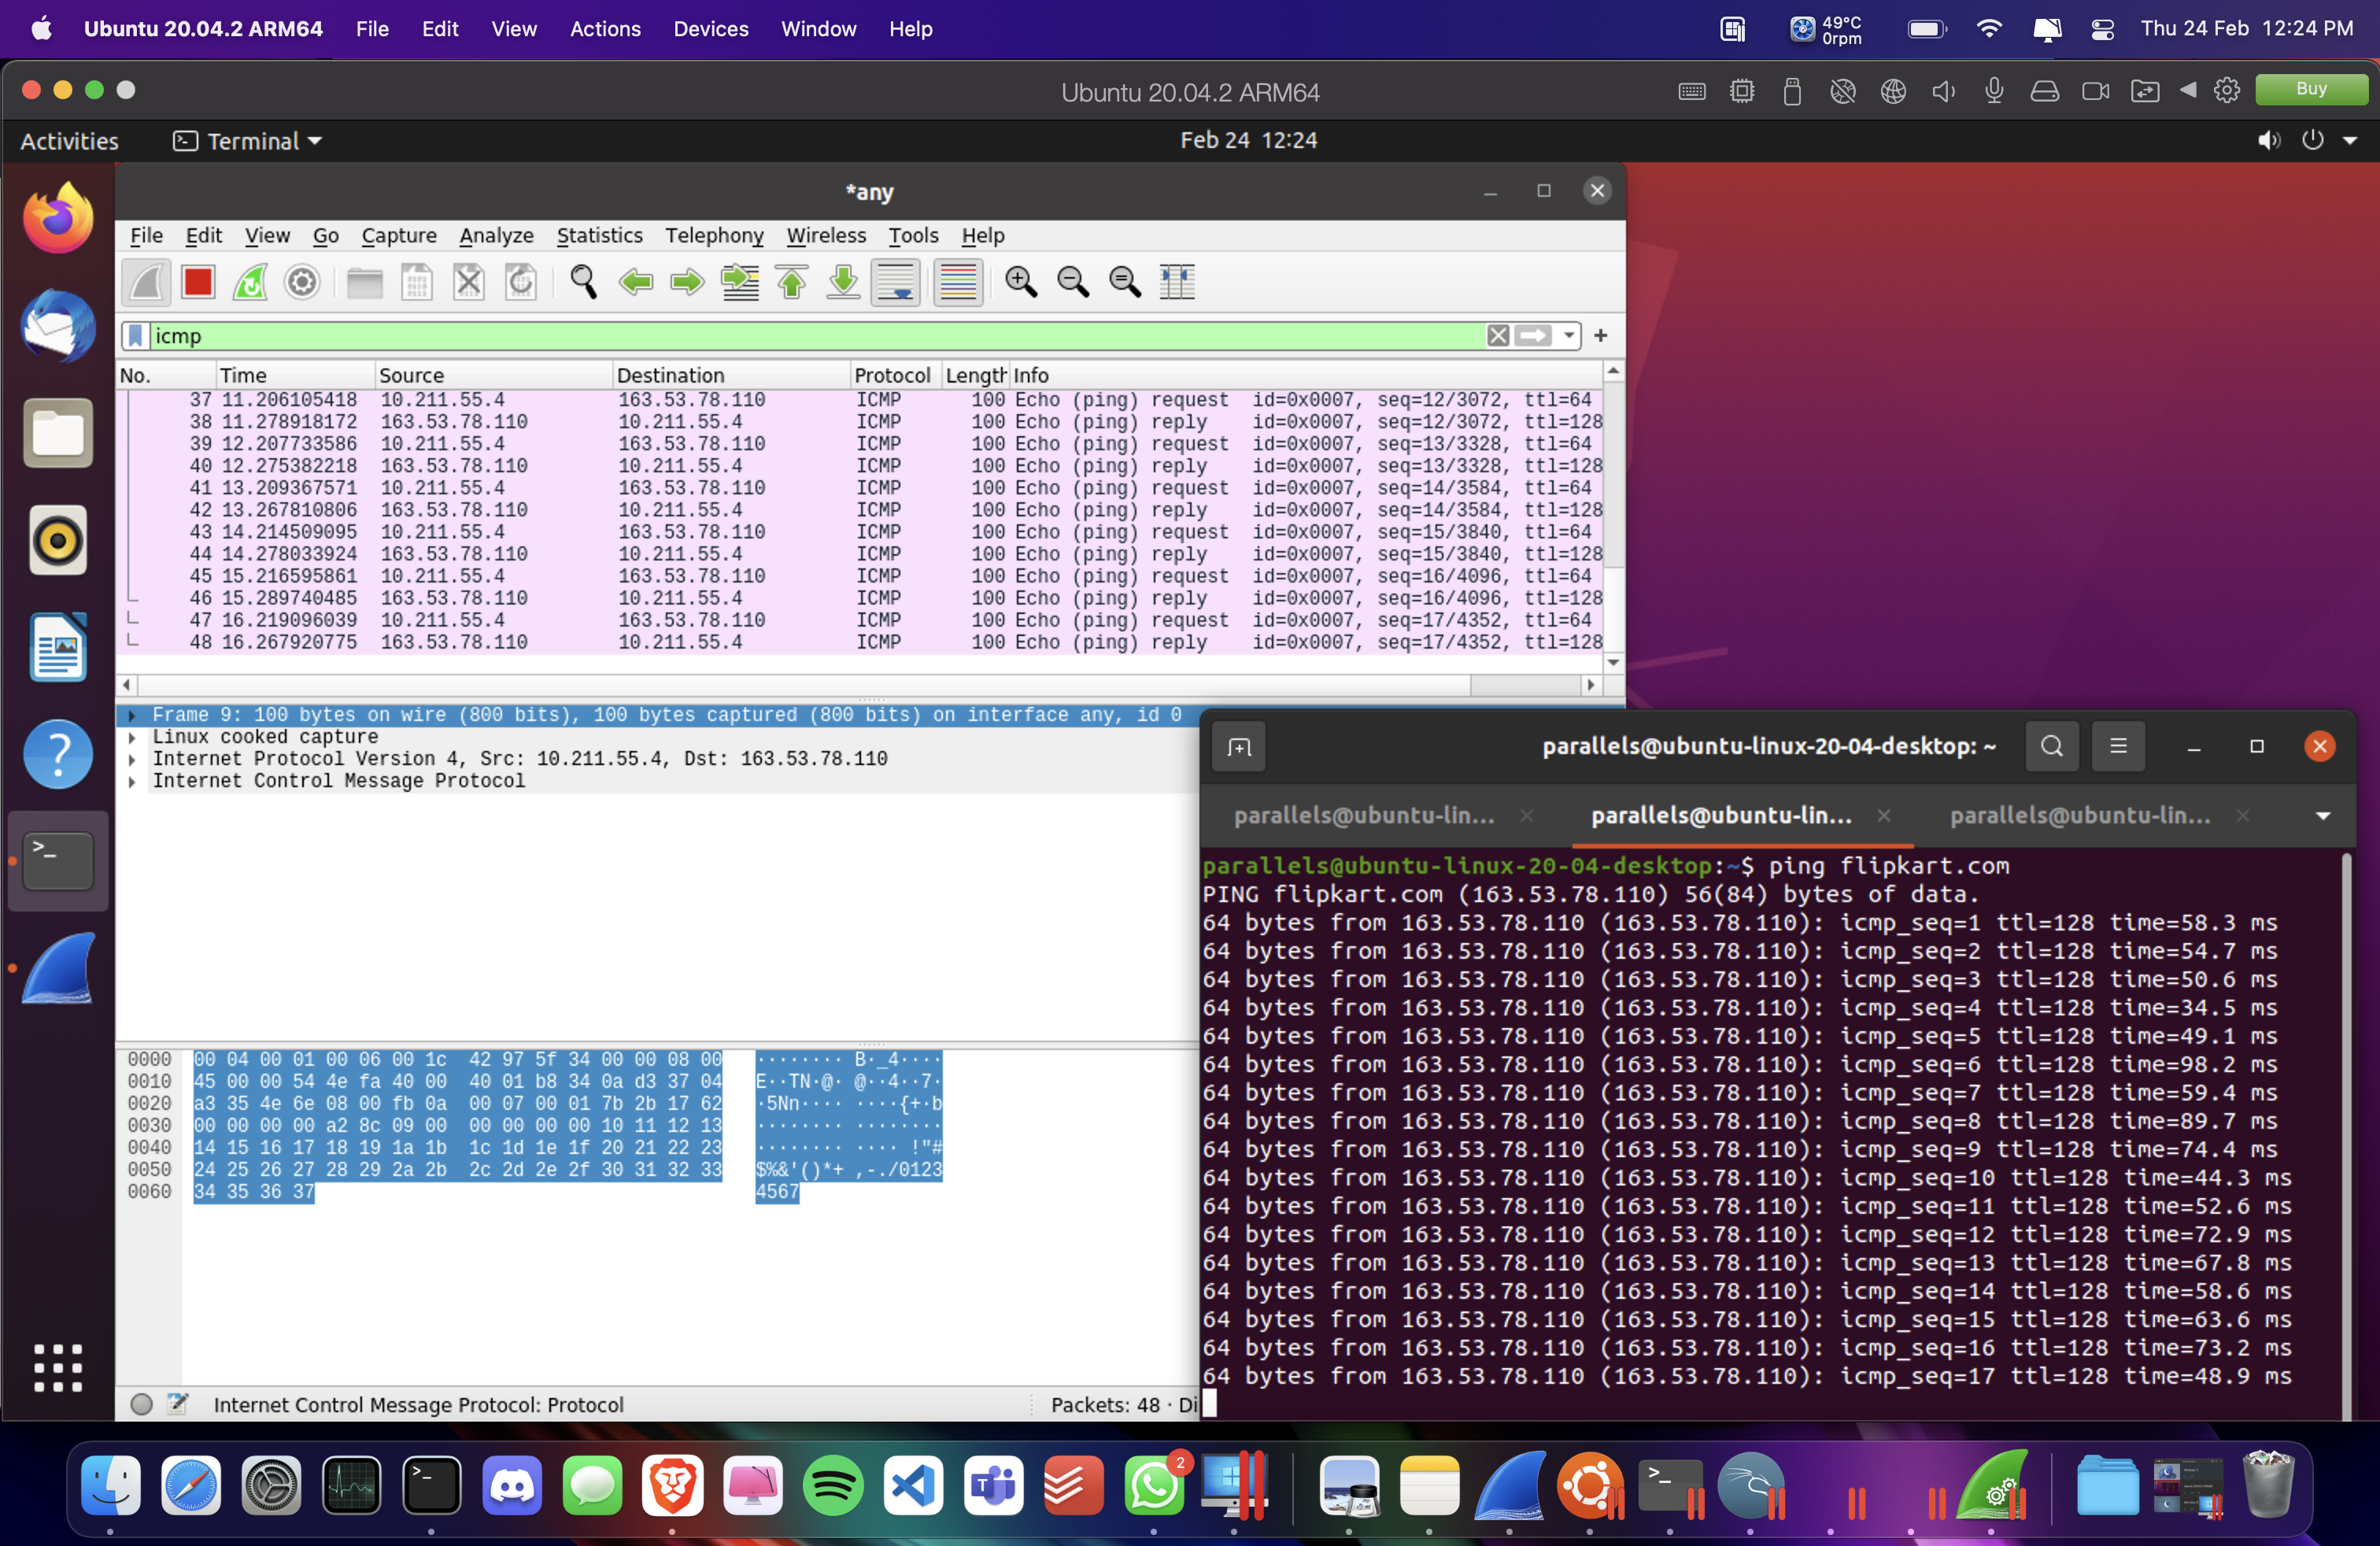 Ubuntu 20.04.2 ARM64 File Edit View Actions Devices Window Help 49°C 0rpm Thu 24 Feb 12:24 PM
Ubuntu 20.04.2 ARM64 Buy
Activities Terminal Feb 24 12:24
*any
File Edit View Go Capture Analyze Statistics Telephony Wireless Tools Help
icmp
No. Time Source Destination Protocol Length Info
37 11.206105418 10.211.55.4 163.53.78.110 ICMP 100 Echo (ping) request id=0x0007, seq=12/3072, ttl=64
38 11.278918172 163.53.78.110 10.211.55.4 ICMP 100 Echo (ping) reply id=0x0007, seq=12/3072, ttl=128
39 12.207733586 10.211.55.4 163.53.78.110 ICMP 100 Echo (ping) request id=0x0007, seq=13/3328, ttl=64
40 12.275382218 163.53.78.110 10.211.55.4 ICMP 100 Echo (ping) reply id=0x0007, seq=13/3328, ttl=128
41 13.209367571 10.211.55.4 163.53.78.110 ICMP 100 Echo (ping) request id=0x0007, seq=14/3584, ttl=64
42 13.267810806 163.53.78.110 10.211.55.4 ICMP 100 Echo (ping) reply id=0x0007, seq=14/3584, ttl=128
43 14.214509095 10.211.55.4 163.53.78.110 ICMP 100 Echo (ping) request id=0x0007, seq=15/3840, ttl=64
44 14.278033924 163.53.78.110 10.211.55.4 ICMP 100 Echo (ping) reply id=0x0007, seq=15/3840, ttl=128
45 15.216595861 10.211.55.4 163.53.78.110 ICMP 100 Echo (ping) request id=0x0007, seq=16/4096, ttl=64
46 15.289740485 163.53.78.110 10.211.55.4 ICMP 100 Echo (ping) reply id=0x0007, seq=16/4096, ttl=128
47 16.219096039 10.211.55.4 163.53.78.110 ICMP 100 Echo (ping) request id=0x0007, seq=17/4352, ttl=64
48 16.267920775 163.53.78.110 10.211.55.4 ICMP 100 Echo (ping) reply id=0x0007, seq=17/4352, ttl=128
Frame 9: 100 bytes on wire (800 bits), 100 bytes captured (800 bits) on interface any, id 0
Linux cooked capture
Internet Protocol Version 4, Src: 10.211.55.4, Dst: 163.53.78.110
Internet Control Message Protocol
0000 00 04 00 01 00 06 00 1c 42 97 5f 34 00 00 08 00 ········ B·_4····
0010 45 00 00 54 4e fa 40 00 40 01 b8 34 0a d3 37 04 E··TN·@· @··4··7·
0020 a3 35 4e 6e 08 00 fb 0a 00 07 00 01 7b 2b 17 62 ·5Nn···· ····{+·b
0030 00 00 00 00 a2 8c 09 00 00 00 00 00 10 11 12 13 ········ ········
0040 14 15 16 17 18 19 1a 1b 1c 1d 1e 1f 20 21 22 23 ········ ···· !"#
0050 24 25 26 27 28 29 2a 2b 2c 2d 2e 2f 30 31 32 33 $%&'()*+ ,-./0123
0060 34 35 36 37 4567
Internet Control Message Protocol: Protocol Packets: 48 · Di
parallels@ubuntu-linux-20-04-desktop: ~
parallels@ubuntu-lin... parallels@ubuntu-lin... parallels@ubuntu-lin...
parallels@ubuntu-linux-20-04-desktop:~$ ping flipkart.com
PING flipkart.com (163.53.78.110) 56(84) bytes of data.
64 bytes from 163.53.78.110 (163.53.78.110): icmp_seq=1 ttl=128 time=58.3 ms
64 bytes from 163.53.78.110 (163.53.78.110): icmp_seq=2 ttl=128 time=54.7 ms
64 bytes from 163.53.78.110 (163.53.78.110): icmp_seq=3 ttl=128 time=50.6 ms
64 bytes from 163.53.78.110 (163.53.78.110): icmp_seq=4 ttl=128 time=34.5 ms
64 bytes from 163.53.78.110 (163.53.78.110): icmp_seq=5 ttl=128 time=49.1 ms
64 bytes from 163.53.78.110 (163.53.78.110): icmp_seq=6 ttl=128 time=98.2 ms
64 bytes from 163.53.78.110 (163.53.78.110): icmp_seq=7 ttl=128 time=59.4 ms
64 bytes from 163.53.78.110 (163.53.78.110): icmp_seq=8 ttl=128 time=89.7 ms
64 bytes from 163.53.78.110 (163.53.78.110): icmp_seq=9 ttl=128 time=74.4 ms
64 bytes from 163.53.78.110 (163.53.78.110): icmp_seq=10 ttl=128 time=44.3 ms
64 bytes from 163.53.78.110 (163.53.78.110): icmp_seq=11 ttl=128 time=52.6 ms
64 bytes from 163.53.78.110 (163.53.78.110): icmp_seq=12 ttl=128 time=72.9 ms
64 bytes from 163.53.78.110 (163.53.78.110): icmp_seq=13 ttl=128 time=67.8 ms
64 bytes from 163.53.78.110 (163.53.78.110): icmp_seq=14 ttl=128 time=58.6 ms
64 bytes from 163.53.78.110 (163.53.78.110): icmp_seq=15 ttl=128 time=63.6 ms
64 bytes from 163.53.78.110 (163.53.78.110): icmp_seq=16 ttl=128 time=73.2 ms
64 bytes from 163.53.78.110 (163.53.78.110): icmp_seq=17 ttl=128 time=48.9 ms
2